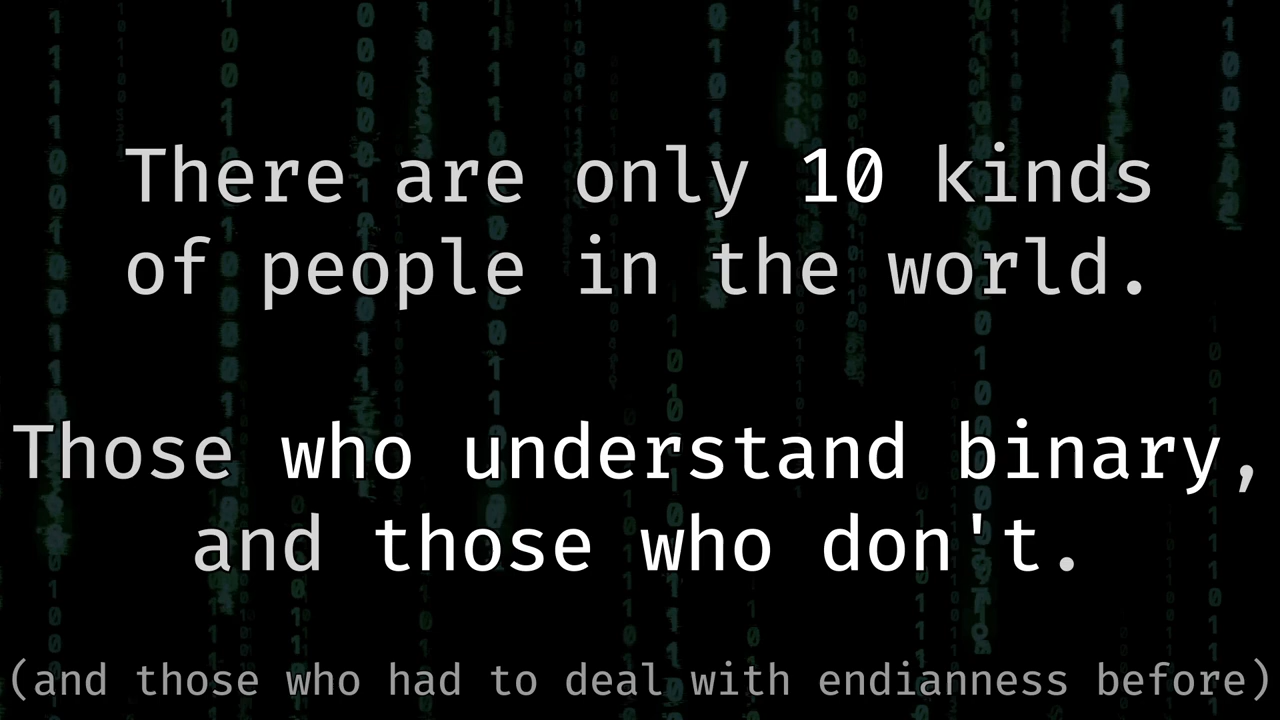 There are only 10 kinds
of people in the world.
Those who understand binary,
and those who don't.
(and those who had to deal with endianness before)